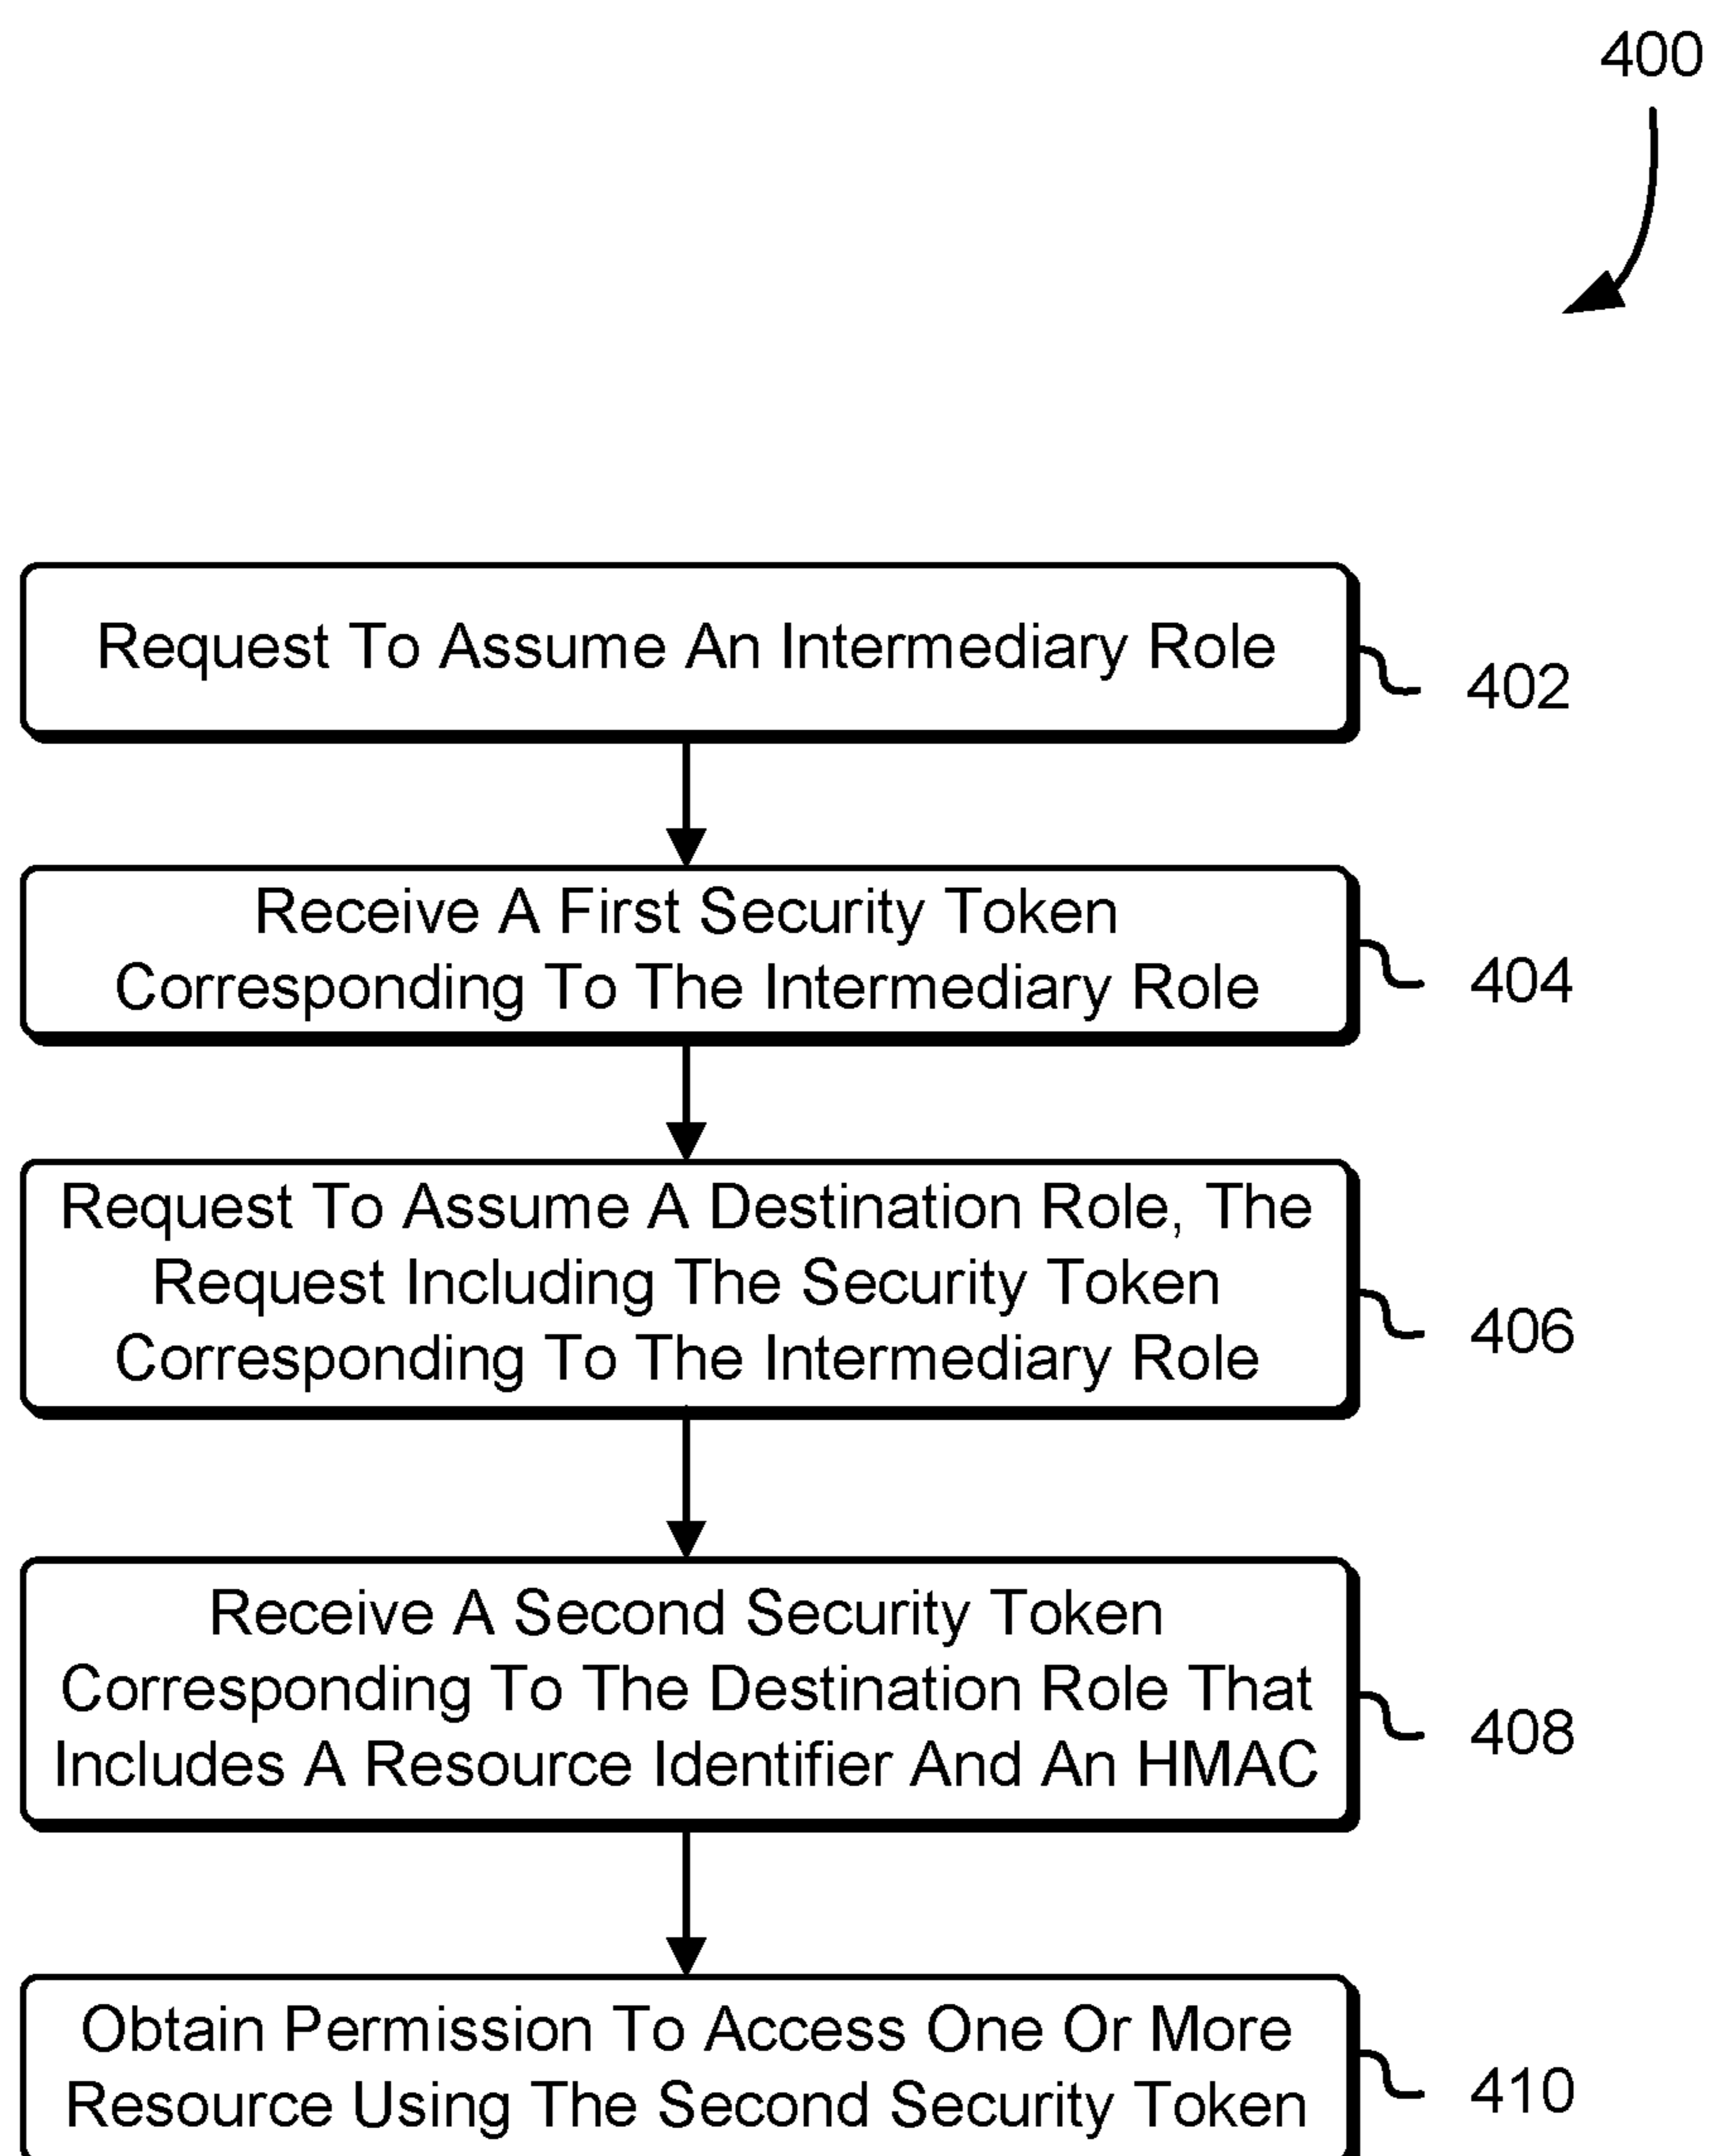 400
Request To Assume An Intermediary Role
402
Receive A First Security Token
Corresponding To The Intermediary Role
404
Request To Assume A Destination Role, The
Request Including The Security Token
Corresponding To The Intermediary Role
406
Receive A Second Security Token
Corresponding To The Destination Role That
Includes A Resource Identifier And An HMAC
408
Obtain Permission To Access One Or More
Resource Using The Second Security Token
410